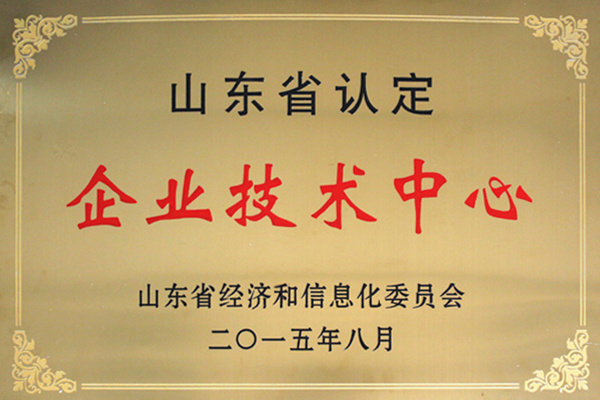 山东省认定
企业技术中心
山东省经济和信息化委员会
二〇一五年八月